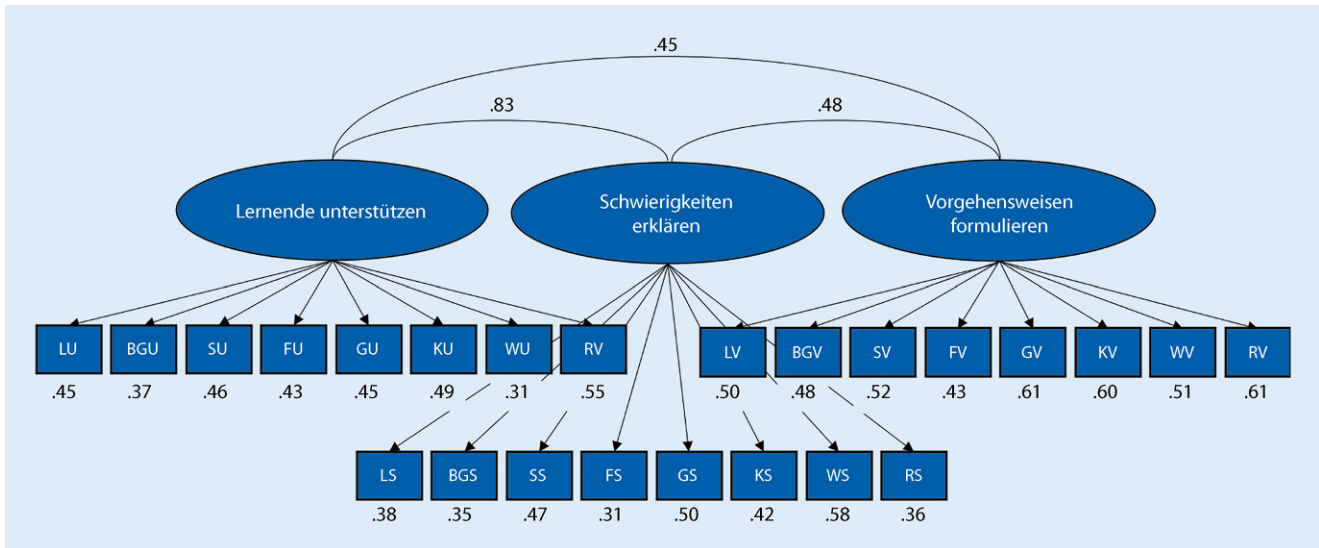 .45
.83
.48
Lernende unterstützen
Schwierigkeiten
erklären
Vorgehensweisen
formulieren
LU BGU SU FU GU KU WU RV
.45 .37 .46 .43 .45 .49 .31 .55
LV BGV SV FV GV KV WV RV
.50 .48 .52 .43 .61 .60 .51 .61
LS BGS SS FS GS KS WS RS
.38 .35 .47 .31 .50 .42 .58 .36